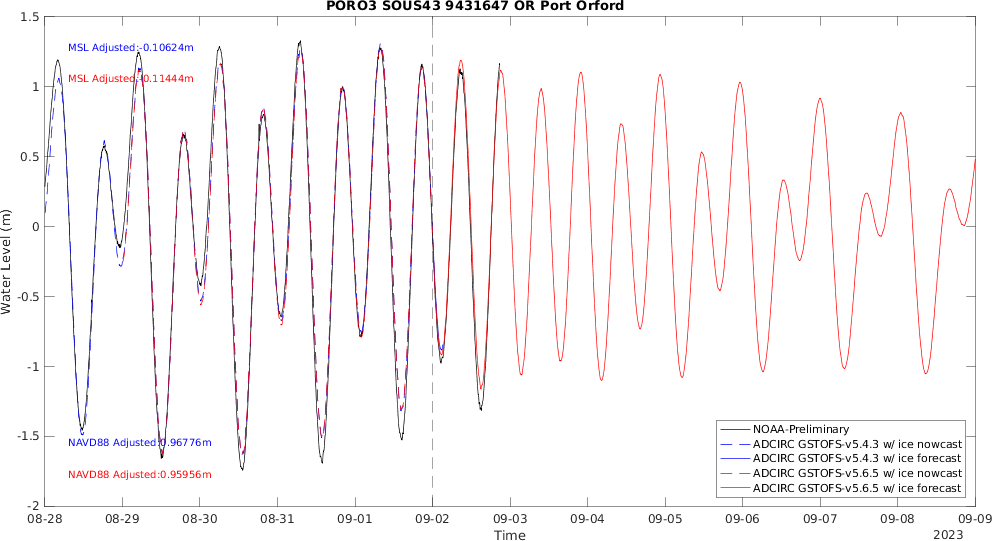 PORO3 SOUS43 9431647 OR Port Orford
MSL Adjusted:-0.10624m
MSL Adjusted:-0.11444m
NAVD88 Adjusted:0.96776m
NAVD88 Adjusted:0.95956m
Water Level (m)
1.5
1
0.5
0
-0.5
-1
-1.5
-2
NOAA-Preliminary
ADCIRC GSTOFS-v5.4.3 w/ ice nowcast
ADCIRC GSTOFS-v5.4.3 w/ ice forecast
ADCIRC GSTOFS-v5.6.5 w/ ice nowcast
ADCIRC GSTOFS-v5.6.5 w/ ice forecast
08-28 08-29 08-30 08-31 09-01 09-02 09-03 09-04 09-05 09-06 09-07 09-08 09-09
Time
2023